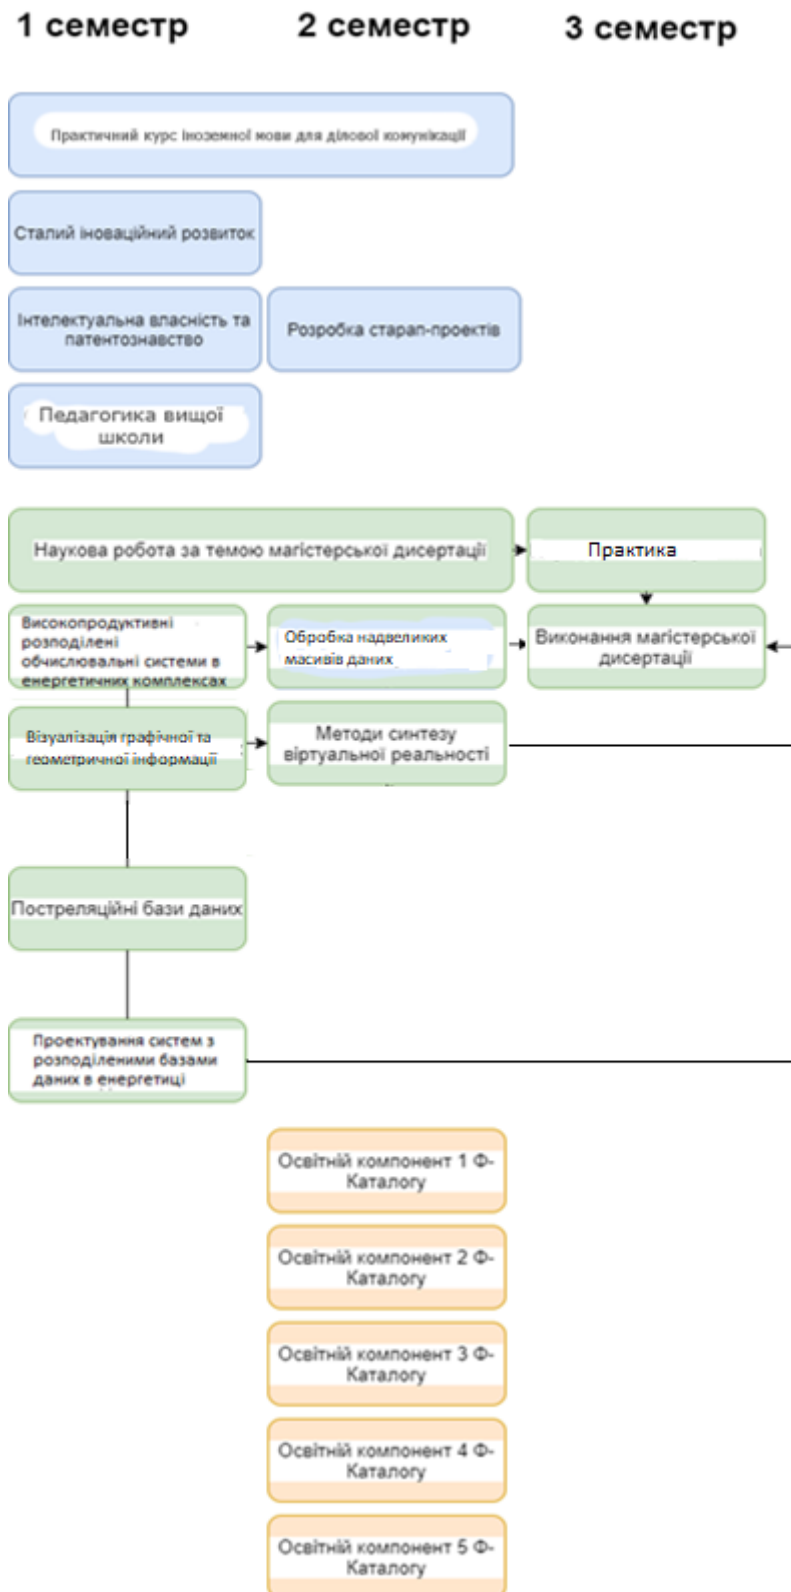 1 семестр
2 семестр
3 семестр
Практичний курс іноземної мови для ділової комунікації
Сталий іноваційний розвиток
Інтелектуальна власність та
патентознавство
Розробка старап-проектів
Педагогика вищої
школи
Наукова робота за темою магістерської дисертації
Практика
Високопродуктивні
розподілені
обчислювальні системи в
енергетичних комплексах
Обробка надвеликих
масивів даних
Виконання магістерської
дисертації
Візуалізація графічної та
геометричної інформації
Методи синтезу
віртуальної реальності
Постреляційні бази даних
Проектування систем з
розподіленими базами
даних в енергетиці
Освітній компонент 1 Ф-
Каталогу
Освітній компонент 2 Ф-
Каталогу
Освітній компонент 3 Ф-
Каталогу
Освітній компонент 4 Ф-
Каталогу
Освітній компонент 5 Ф-
Каталогу